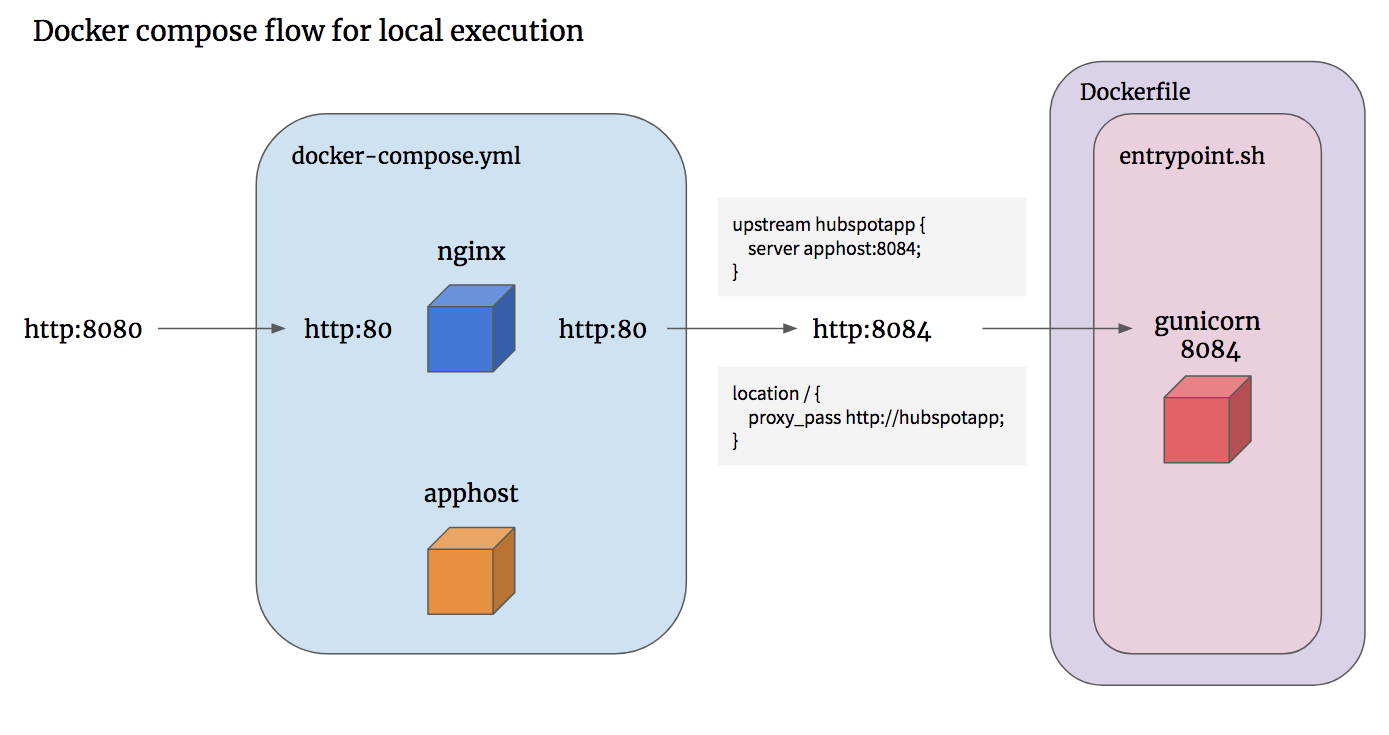 Docker compose flow for local execution
Dockerfile
docker-compose.yml
entrypoint.sh
upstream hubspotapp {
server apphost:8084;
}
nginx
http:8080
http:80
http:80
http:8084
gunicorn
8084
location / {
proxy_pass http://hubspotapp;
}
apphost